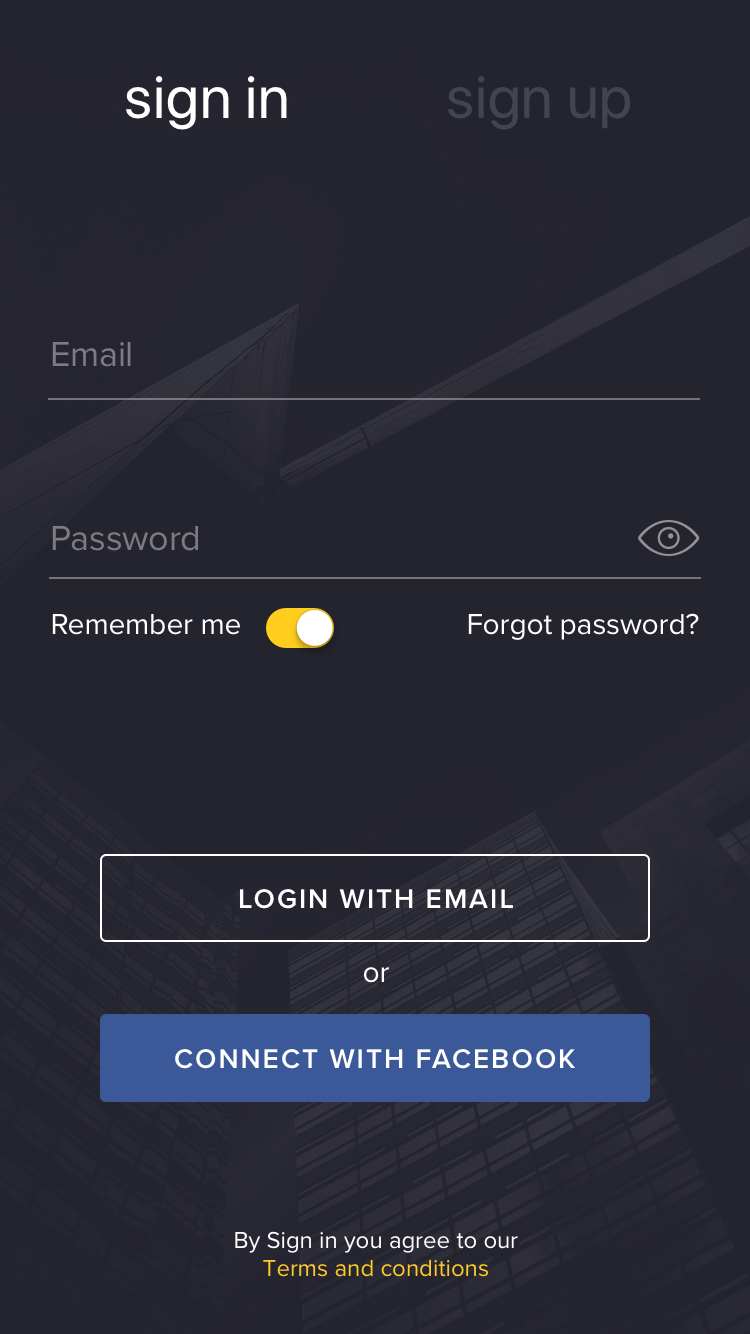 sign in sign up
Email
Password
Remember me Forgot password?
LOGIN WITH EMAIL
or
CONNECT WITH FACEBOOK
By Sign in you agree to our
Terms and conditions